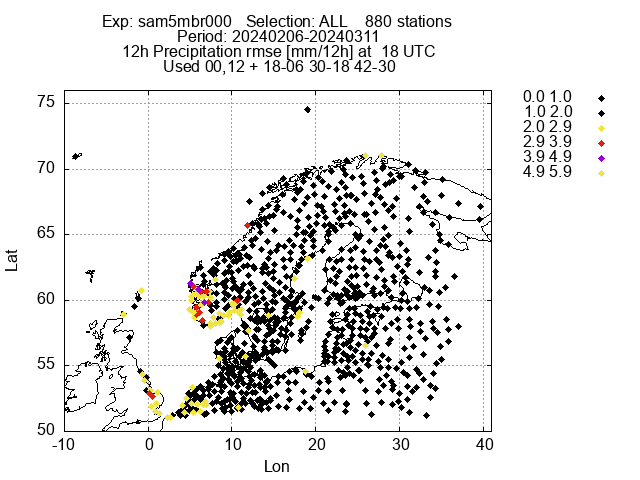 Exp: sam5mbr000 Selection: ALL 880 stations
Period: 20240206-20240311
12h Precipitation rmse [mm/12h] at 18 UTC
Used 00,12 + 18-06 30-18 42-30
0.0 1.0
1.0 2.0
2.0 2.9
2.9 3.9
3.9 4.9
4.9 5.9
75
70
65
60
55
50
Lat
-10 0 10 20 30 40
Lon